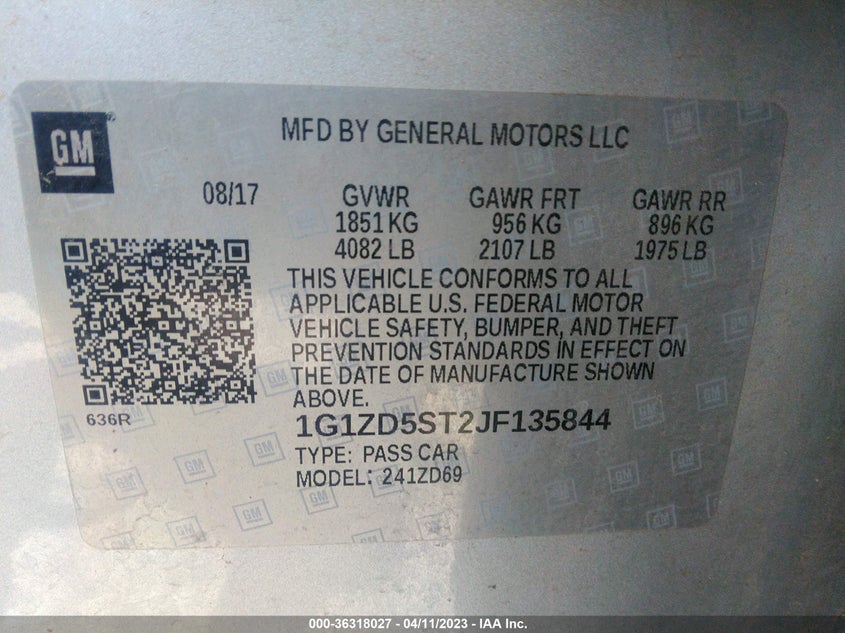 GM
MFD BY GENERAL MOTORS LLC
08/17 GVWR GAWR FRT GAWR RR
1851 KG 956 KG 896 KG
4082 LB 2107 LB 1975 LB
THIS VEHICLE CONFORMS TO ALL
APPLICABLE U.S. FEDERAL MOTOR
VEHICLE SAFETY, BUMPER, AND THEFT
PREVENTION STANDARDS IN EFFECT ON
THE DATE OF MANUFACTURE SHOWN
ABOVE.
636R
1G1ZD5ST2JF135844
TYPE: PASS CAR
MODEL: 241ZD69
000-36318027 - 04/11/2023 - IAA Inc.